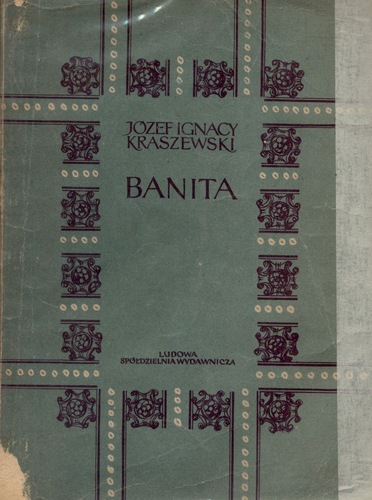 JÓZEF IGNACY
KRASZEWSKI
BANITA
LUDOWA
SPÓŁDZIELNIA WYDAWNICZA